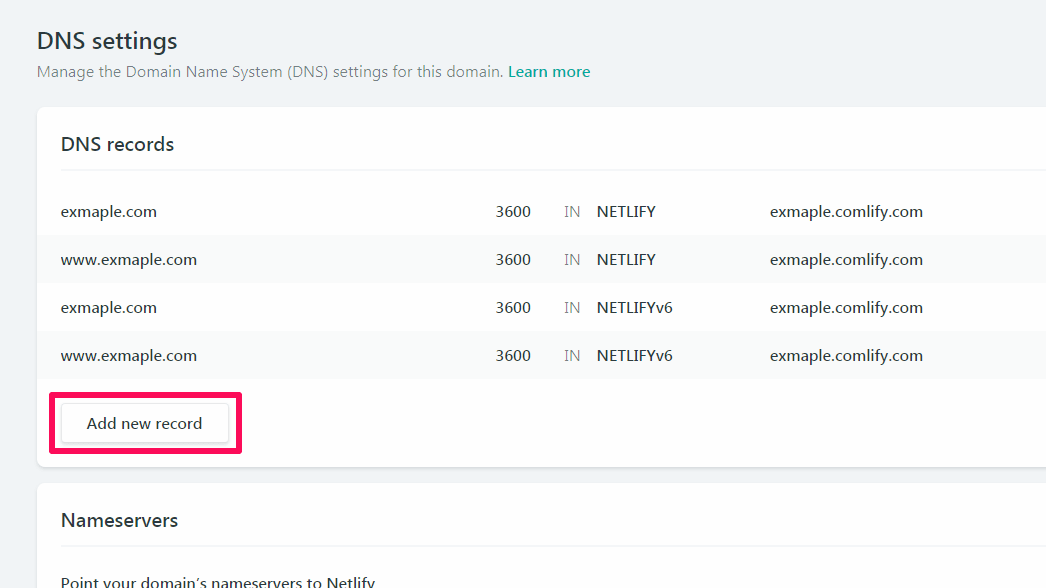 DNS settings
Manage the Domain Name System (DNS) settings for this domain. Learn more
DNS records
exmaple.com 3600 IN NETLIFY exmaple.comlify.com
www.exmaple.com 3600 IN NETLIFY exmaple.comlify.com
exmaple.com 3600 IN NETLIFYv6 exmaple.comlify.com
www.exmaple.com 3600 IN NETLIFYv6 exmaple.comlify.com
Add new record
Nameservers
Point your domain's nameservers to Netlify